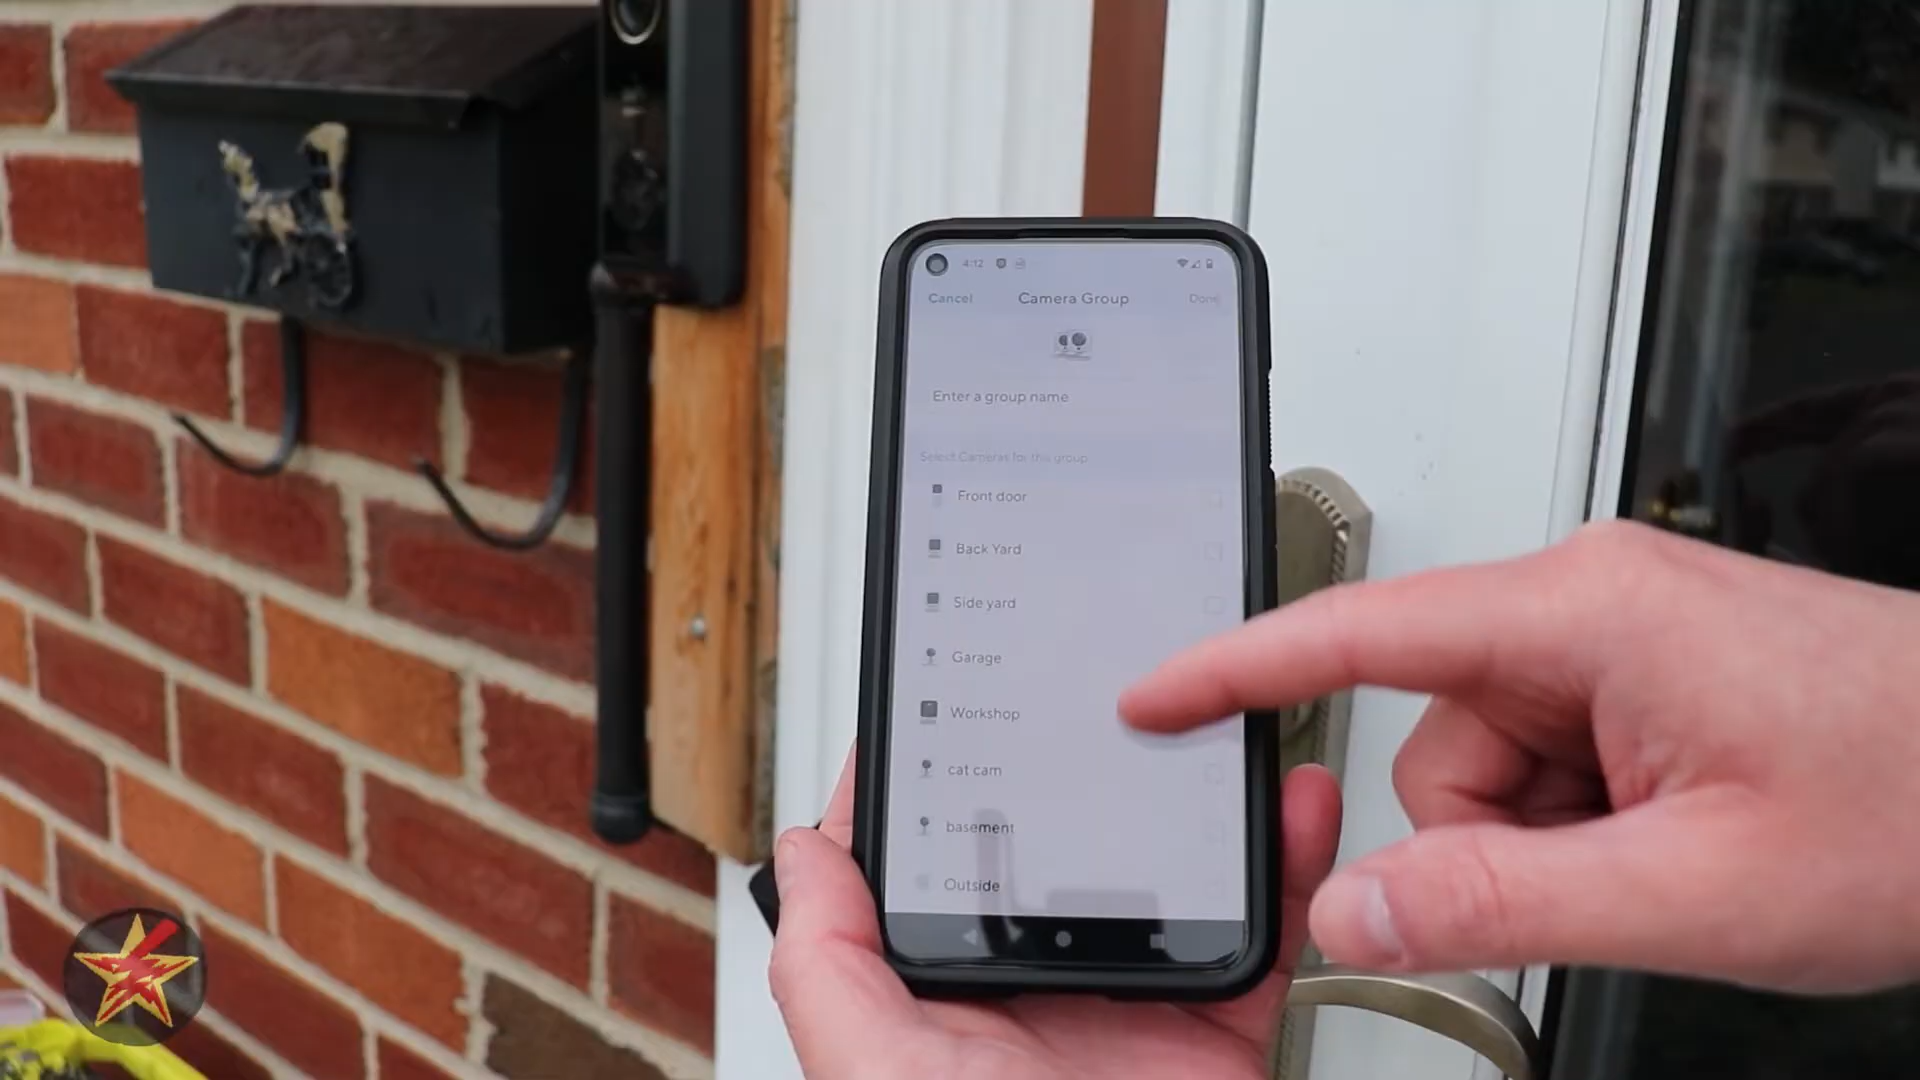 4:12
Cancel Camera Group Done
Enter a group name
Select Cameras for this group
Front door
Back Yard
Side yard
Garage
Workshop
cat cam
basement
Outside